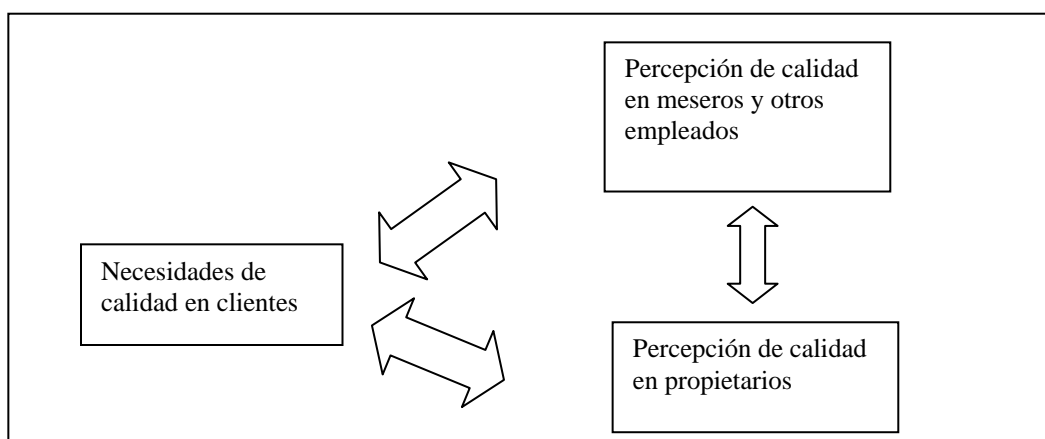 Percepción de calidad
en meseros y otros
empleados
Necesidades de
calidad en clientes
Percepción de calidad
en propietarios